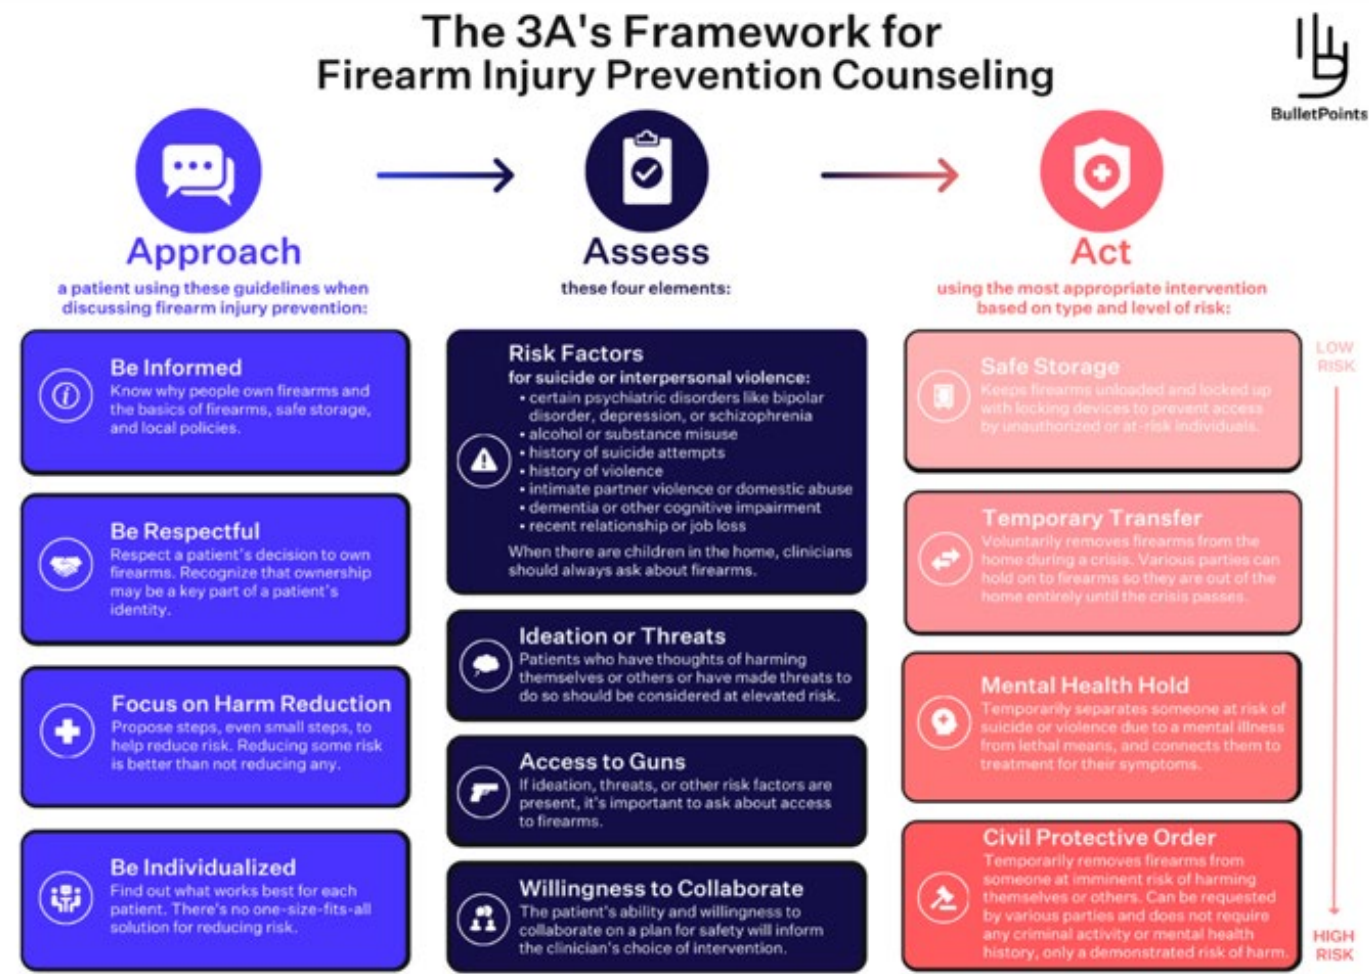 The 3A's Framework for
Firearm Injury Prevention Counseling
BulletPoints
Approach
a patient using these guidelines when
discussing firearm injury prevention:
Be Informed
Know why people own firearms and
the basics of firearms, safe storage,
and local policies.
Be Respectful
Respect a patient's decision to own
firearms. Recognize that ownership
may be a key part of a patient's
identity.
Focus on Harm Reduction
Propose steps, even small steps, to
help reduce risk. Reducing some risk
is better than not reducing any.
Be Individualized
Find out what works best for each
patient. There's no one-size-fits-all
solution for reducing risk.
Assess
these four elements:
Risk Factors
for suicide or interpersonal violence:
• certain psychiatric disorders like bipolar
disorder, depression, or schizophrenia
• alcohol or substance misuse
• history of suicide attempts
• history of violence
• intimate partner violence or domestic abuse
• dementia or other cognitive impairment
• recent relationship or job loss
When there are children in the home, clinicians
should always ask about firearms.
Ideation or Threats
Patients who have thoughts of harming
themselves or others or have made threats to
do so should be considered at elevated risk.
Access to Guns
If ideation, threats, or other risk factors are
present, it's important to ask about access
to firearms.
Willingness to Collaborate
The patient's ability and willingness to
collaborate on a plan for safety will inform
the clinician's choice of intervention.
Act
using the most appropriate intervention
based on type and level of risk:
Safe Storage
Keeps firearms unloaded and locked up
with locking devices to prevent access
by unauthorized or at-risk individuals.
Temporary Transfer
Voluntarily removes firearms from the
home during a crisis. Various parties can
hold on to firearms so they are out of the
home entirely until the crisis passes.
Mental Health Hold
Temporarily separates someone at risk of
suicide or violence due to a mental illness
from lethal means, and connects them to
treatment for their symptoms.
Civil Protective Order
Temporarily removes firearms from
someone at imminent risk of harming
themselves or others. Can be requested
by various parties and does not require
any criminal activity or mental health
history, only a demonstrated risk of harm.
LOW
RISK
HIGH
RISK